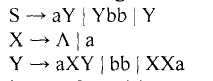 S → aY | Ybb | Y
X → Λ | a
Y → aXY | bb | XXa